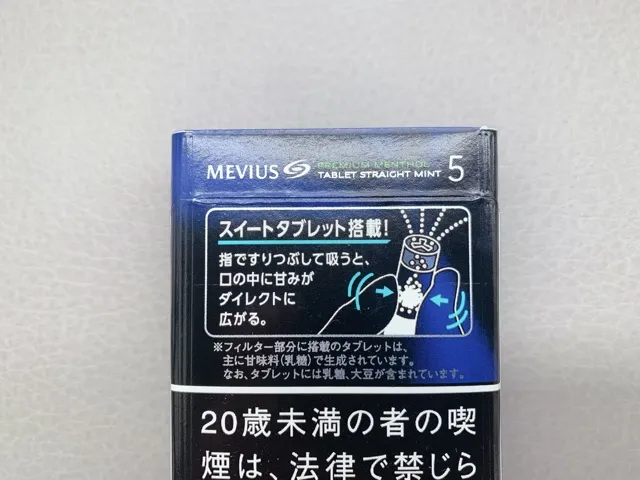 MEVIUS PREMIUM MENTHOL
TABLET STRAIGHT MINT 5
スイートタブレット搭載!
指ですりつぶして吸うと、
口の中に甘みが
ダイレクトに
広がる。
※フィルター部分に搭載のタブレットは、
主に甘味料(乳糖)で生成されています。
なお、タブレットには乳糖、大豆が含まれています。
20歳未満の者の喫
煙は、法律で禁じら